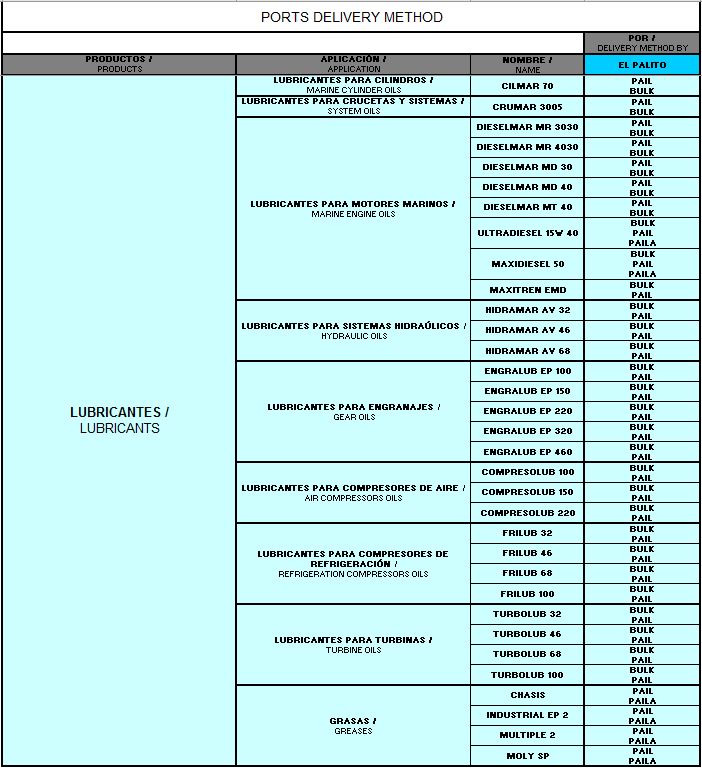 PORTS DELIVERY METHOD
POR /
DELIVERY METHOD BY
PRODUCTOS /
PRODUCTS
APLICACIÓN /
APPLICATION
NOMBRE /
NAME
EL PALITO
LUBRICANTES /
LUBRICANTS
LUBRICANTES PARA CILINDROS /
MARINE CYLINDER OILS
CILMAR 70
PAIL
BULK
LUBRICANTES PARA CRUCETAS Y SISTEMAS /
SYSTEM OILS
CRUMAR 3005
PAIL
BULK
LUBRICANTES PARA MOTORES MARINOS /
MARINE ENGINE OILS
DIESELMAR MR 3030
PAIL
BULK
DIESELMAR MR 4030
PAIL
BULK
DIESELMAR MD 30
PAIL
BULK
DIESELMAR MD 40
PAIL
BULK
DIESELMAR MT 40
PAIL
BULK
ULTRADIESEL 15W 40
BULK
PAIL
PAILA
MAXIDIESEL 50
BULK
PAIL
PAILA
MAXITREN EMD
BULK
PAIL
LUBRICANTES PARA SISTEMAS HIDRAÚLICOS /
HYDRAULIC OILS
HIDRAMAR AV 32
BULK
PAIL
HIDRAMAR AV 46
BULK
PAIL
HIDRAMAR AV 68
BULK
PAIL
LUBRICANTES PARA ENGRANAJES /
GEAR OILS
ENGRALUB EP 100
BULK
PAIL
ENGRALUB EP 150
BULK
PAIL
ENGRALUB EP 220
BULK
PAIL
ENGRALUB EP 320
BULK
PAIL
ENGRALUB EP 460
BULK
PAIL
LUBRICANTES PARA COMPRESORES DE AIRE /
AIR COMPRESSORS OILS
COMPRESOLUB 100
BULK
PAIL
COMPRESOLUB 150
BULK
PAIL
COMPRESOLUB 220
BULK
PAIL
LUBRICANTES PARA COMPRESORES DE
REFRIGERACIÓN /
REFRIGERATION COMPRESSORS OILS
FRILUB 32
BULK
PAIL
FRILUB 46
BULK
PAIL
FRILUB 68
BULK
PAIL
FRILUB 100
BULK
PAIL
LUBRICANTES PARA TURBINAS /
TURBINE OILS
TURBOLUB 32
BULK
PAIL
TURBOLUB 46
BULK
PAIL
TURBOLUB 68
BULK
PAIL
TURBOLUB 100
BULK
PAIL
GRASAS /
GREASES
CHASIS
PAIL
PAILA
INDUSTRIAL EP 2
PAIL
PAILA
MULTIPLE 2
PAIL
PAILA
MOLY SP
PAIL
PAILA